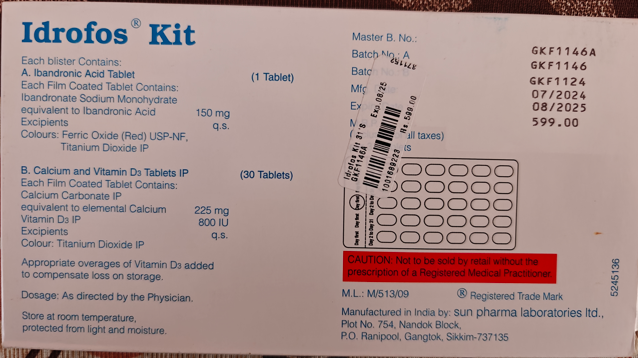 Idrofos® Kit
Each blister Contains:
A. Ibandronic Acid Tablet (1 Tablet)
Each Film Coated Tablet Contains:
Ibandronate Sodium Monohydrate
equivalent to Ibandronic Acid 150 mg
Excipients q.s.
Colours: Ferric Oxide (Red) USP-NF,
Titanium Dioxide IP
B. Calcium and Vitamin D3 Tablets IP (30 Tablets)
Each Film Coated Tablet Contains:
Calcium Carbonate IP
equivalent to elemental Calcium 225 mg
Vitamin D3 IP 800 IU
Excipients q.s.
Colour: Titanium Dioxide IP
Appropriate overages of Vitamin D3 added
to compensate loss on storage.
Dosage: As directed by the Physician.
Store at room temperature,
protected from light and moisture.
Master B. No.: GKF1146A
Batch No.: A GKF1146
Batc GKF1124
Mfg 07/2024
Ex 08/2025
M 599.00
all taxes)
Idrofos Kit 31'S
GKF1146A
Exp.08/25
Rs. 599.00
1001689223
CAUTION: Not to be sold by retail without the
prescription of a Registered Medical Practitioner.
M.L.: M/513/09 ® Registered Trade Mark
Manufactured in India by: sun pharma laboratories ltd.,
Plot No. 754, Nandok Block,
P.O. Ranipool, Gangtok, Sikkim-737135
5245136